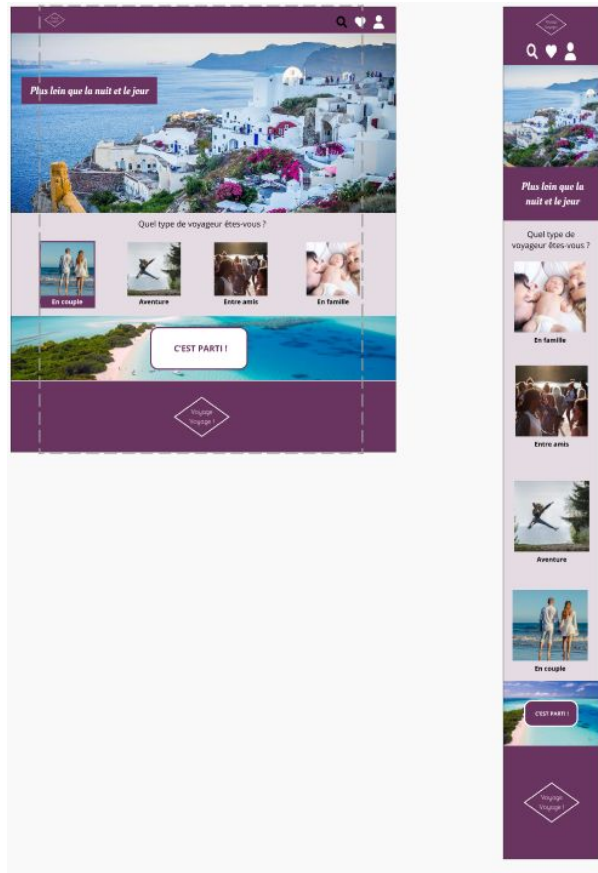 Plus loin que la nuit et le jour
Quel type de voyageur êtes-vous ?
En couple
Aventure
Entre amis
En famille
C'EST PARTI !
Voyage
Voyage !
Plus loin que la
nuit et le jour
Quel type de
voyageur êtes-vous ?
En famille
Entre amis
Aventure
En couple
C'EST PARTI !
Voyage
Voyage !